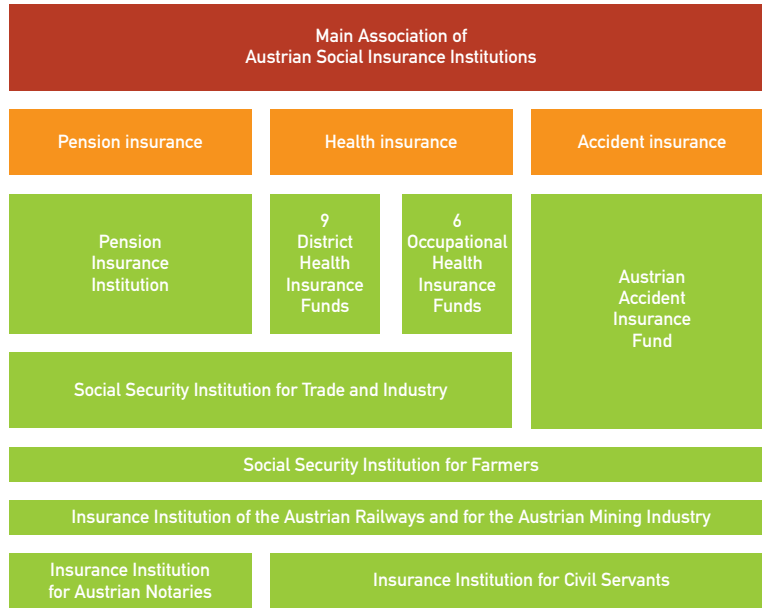 Main Association of
Austrian Social Insurance Institutions
Pension insurance
Health insurance
Accident insurance
Pension
Insurance
Institution
9
District
Health
Insurance
Funds
6
Occupational
Health
Insurance
Funds
Austrian
Accident
Insurance
Fund
Social Security Institution for Trade and Industry
Social Security Institution for Farmers
Insurance Institution of the Austrian Railways and for the Austrian Mining Industry
Insurance Institution
for Austrian Notaries
Insurance Institution for Civil Servants